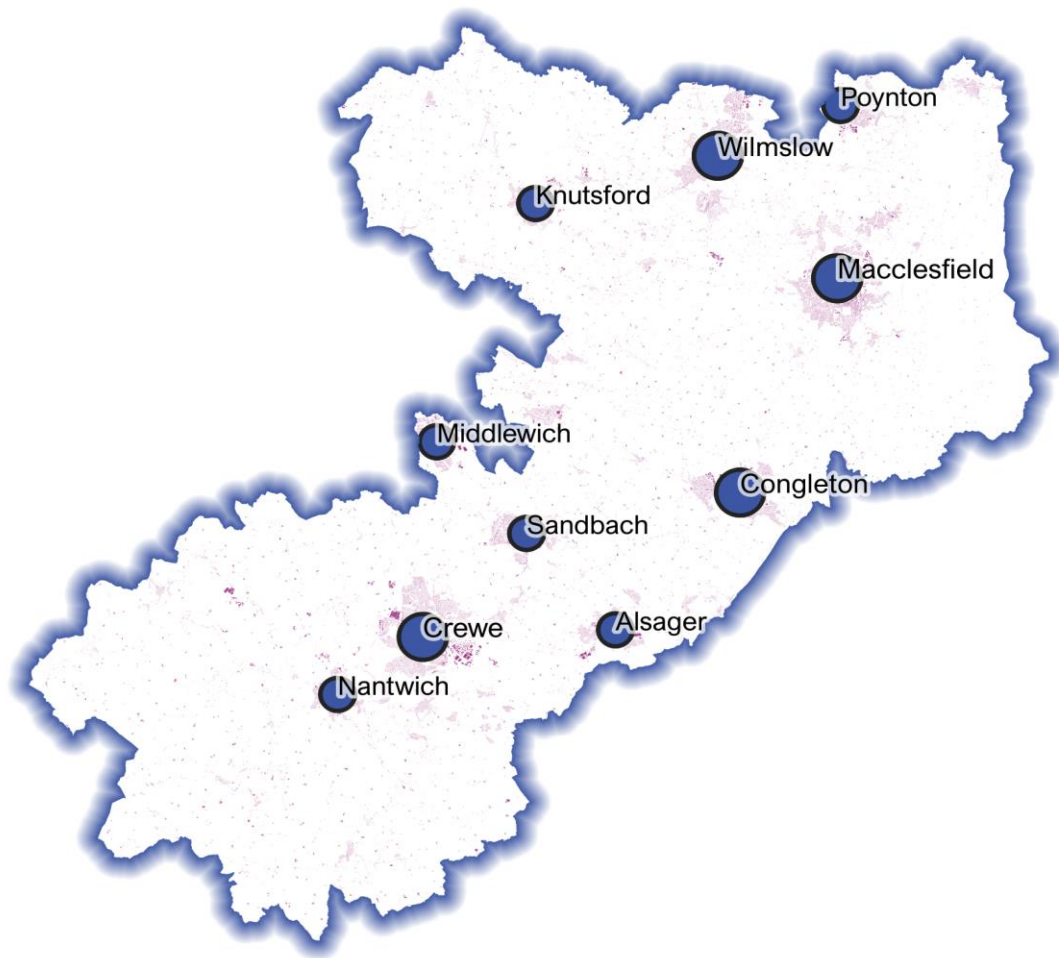 Poynton
Wilmslow
Knutsford
Macclesfield
Middlewich
Congleton
Sandbach
Alsager
Crewe
Nantwich